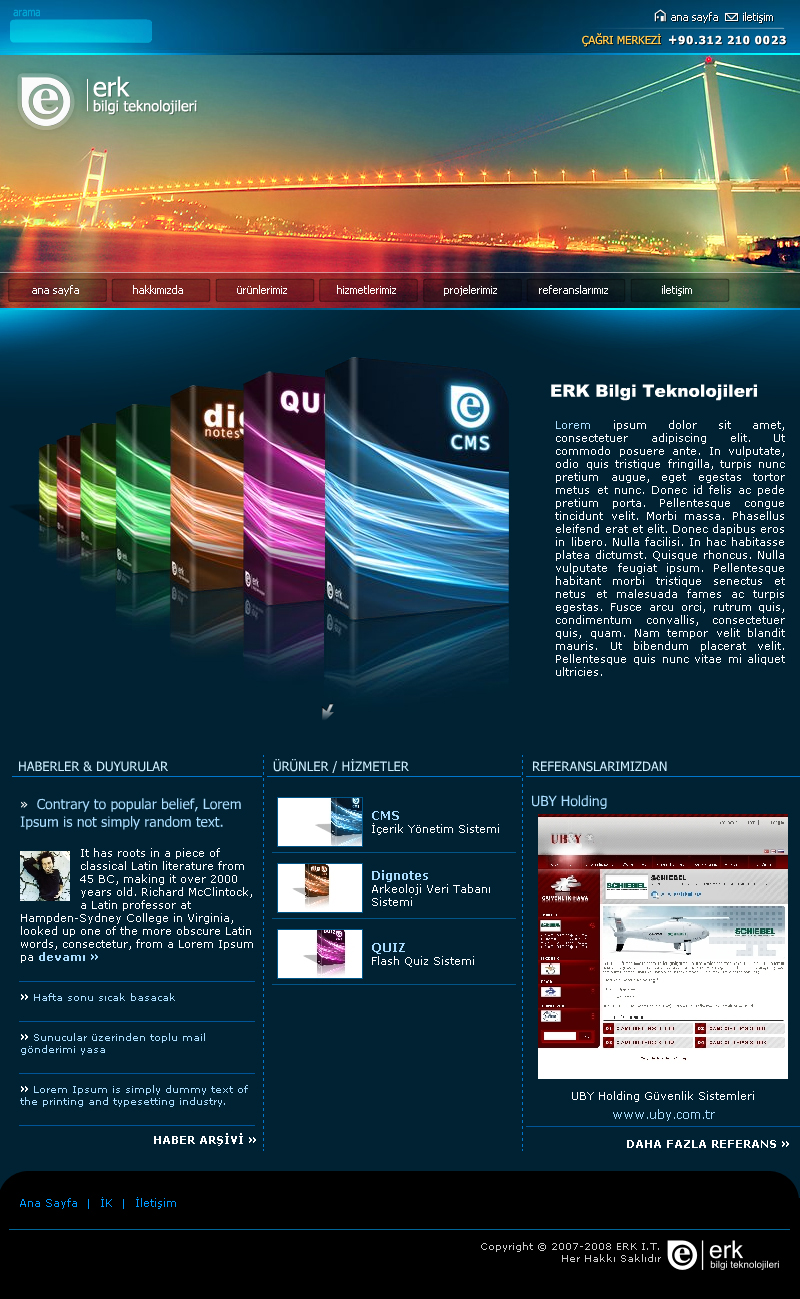 arama
ana sayfa iletişim
ÇAĞRI MERKEZİ +90.312 210 0023
erk
bilgi teknolojileri
ana sayfa hakkımızda ürünlerimiz hizmetlerimiz projelerimiz referanslarımız iletişim
notes
QUI
CMS
erk
erk
erk
ERK Bilgi Teknolojileri
Lorem ipsum dolor sit amet,
consectetuer adipiscing elit. Ut
commodo posuere ante. In vulputate,
odio quis tristique fringilla, turpis nunc
pretium augue, eget egestas tortor
metus et nunc. Donec id felis ac pede
pretium porta. Pellentesque congue
tincidunt velit. Morbi massa. Phasellus
eleifend erat et elit. Donec dapibus eros
in libero. Nulla facilisi. In hac habitasse
platea dictumst. Quisque rhoncus. Nulla
vulputate feugiat ipsum. Pellentesque
habitant morbi tristique senectus et
netus et malesuada fames ac turpis
egestas. Fusce arcu orci, rutrum quis,
condimentum convallis, consectetuer
quis, quam. Nam tempor velit blandit
mauris. Ut bibendum placerat velit.
Pellentesque quis nunc vitae mi aliquet
ultricies.
HABERLER & DUYURULAR
» Contrary to popular belief, Lorem
Ipsum is not simply random text.
It has roots in a piece of
classical Latin literature from
45 BC, making it over 2000
years old. Richard McClintock,
a Latin professor at
Hampden-Sydney College in Virginia,
looked up one of the more obscure Latin
words, consectetur, from a Lorem Ipsum
pa devamı »
» Hafta sonu sıcak basacak
» Sunucular üzerinden toplu mail
gönderimi yasa
» Lorem Ipsum is simply dummy text of
the printing and typesetting industry.
HABER ARŞİVİ »
ÜRÜNLER / HİZMETLER
CMS
İçerik Yönetim Sistemi
Dignotes
Arkeoloji Veri Tabanı
Sistemi
QUIZ
Flash Quiz Sistemi
REFERANSLARIMIZDAN
UBY Holding
UBY
SCHIEBEL
SCHIEBEL
GÜVENLİK HAVA
SCHIEBEL
UBY Holding Güvenlik Sistemleri
www.uby.com.tr
DAHA FAZLA REFERANS »
Ana Sayfa | İK | İletişim
Copyright © 2007-2008 ERK I.T.
Her Hakkı Saklıdır
erk
bilgi teknolojileri